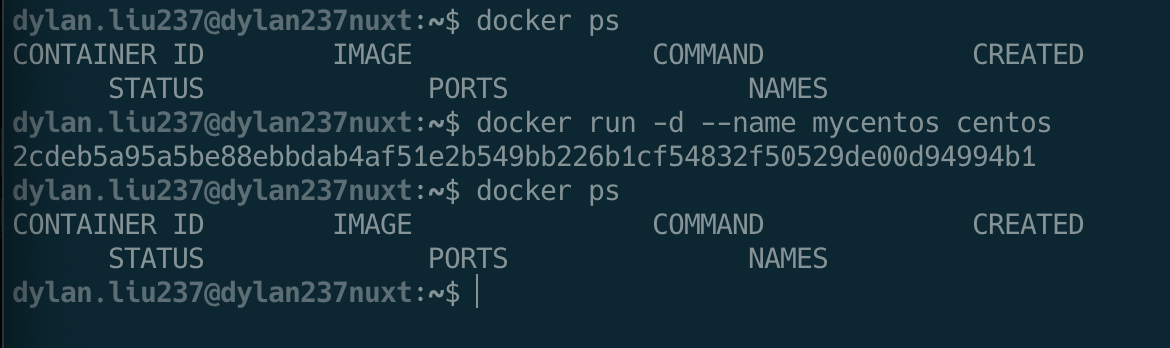 dylan.liu237@dylan237nuxt:~$ docker ps
CONTAINER ID        IMAGE               COMMAND             CREATED
      STATUS              PORTS               NAMES
dylan.liu237@dylan237nuxt:~$ docker run -d --name mycentos centos
2cdeb5a95a5be88ebbdab4af51e2b549bb226b1cf54832f50529de00d94994b1
dylan.liu237@dylan237nuxt:~$ docker ps
CONTAINER ID        IMAGE               COMMAND             CREATED
      STATUS              PORTS               NAMES
dylan.liu237@dylan237nuxt:~$